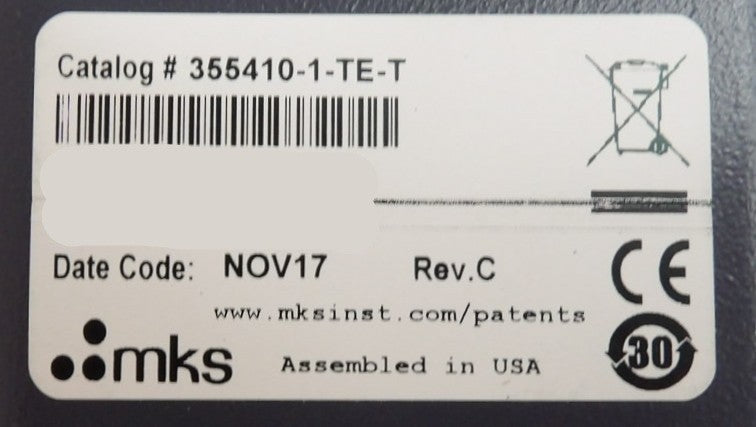 Catalog # 355410-1-TE-T
Date Code: NOV17 Rev.C
CE
www.mksinst.com/patents
mks
Assembled in USA
30